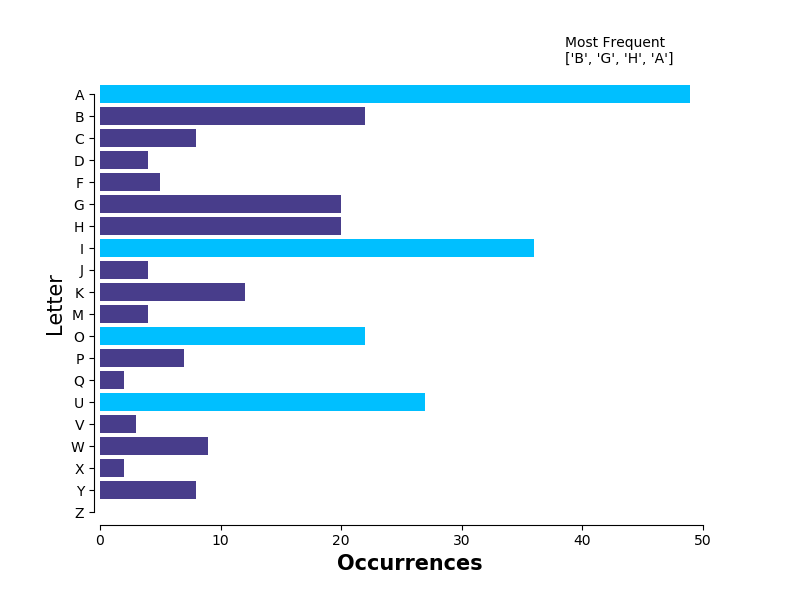 Most Frequent
['B', 'G', 'H', 'A']
A
B
C
D
F
G
H
I
J
K
M
O
P
Q
U
V
W
X
Y
Z
Letter
0 10 20 30 40 50
Occurrences